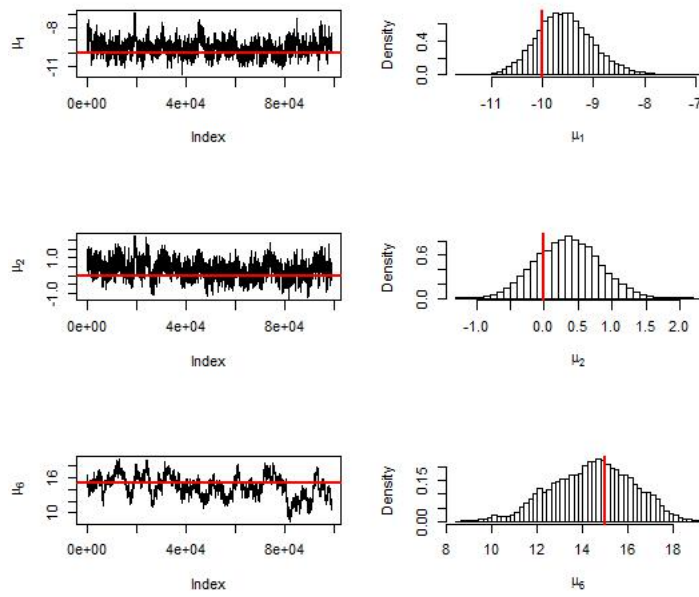 μ1
-8
-11
0e+00 4e+04 8e+04
Index
Density
0.4
0.0
-11 -10 -9 -8 -7
μ1
μ2
1.0
-1.0
0e+00 4e+04 8e+04
Index
Density
0.6
0.0
-1.0 0.0 0.5 1.0 1.5 2.0
μ2
μ6
16
10
0e+00 4e+04 8e+04
Index
Density
0.15
0.00
8 10 12 14 16 18
μ6